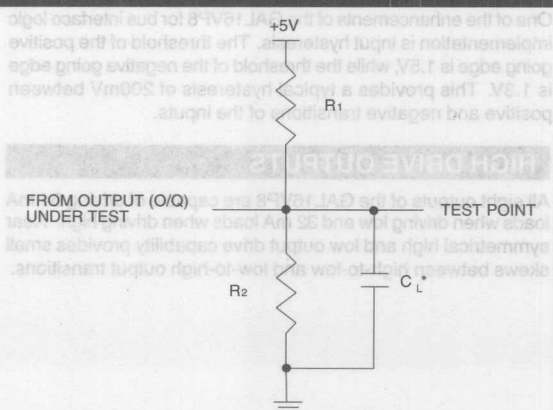 One of the enhancements of the GAL16VP8 for bus interface logic
implementation is input hysteresis. The threshold of the positive
going edge is 1.5V, while the threshold of the negative going edge
is 1.3V. This provides a typical hysteresis of 200mV between
positive and negative transitions of the inputs.
HIGH DRIVE OUTPUTS
All eight outputs of the GAL16VP8 are mA
loads when driving low and 32 mA loads when driving high. Near
symmetrical high and low output drive capability provides small
skews between high-to-low and low-to-high output transitions.
+5V
R1
FROM OUTPUT (O/Q)
UNDER TEST
TEST POINT
R2
C L*